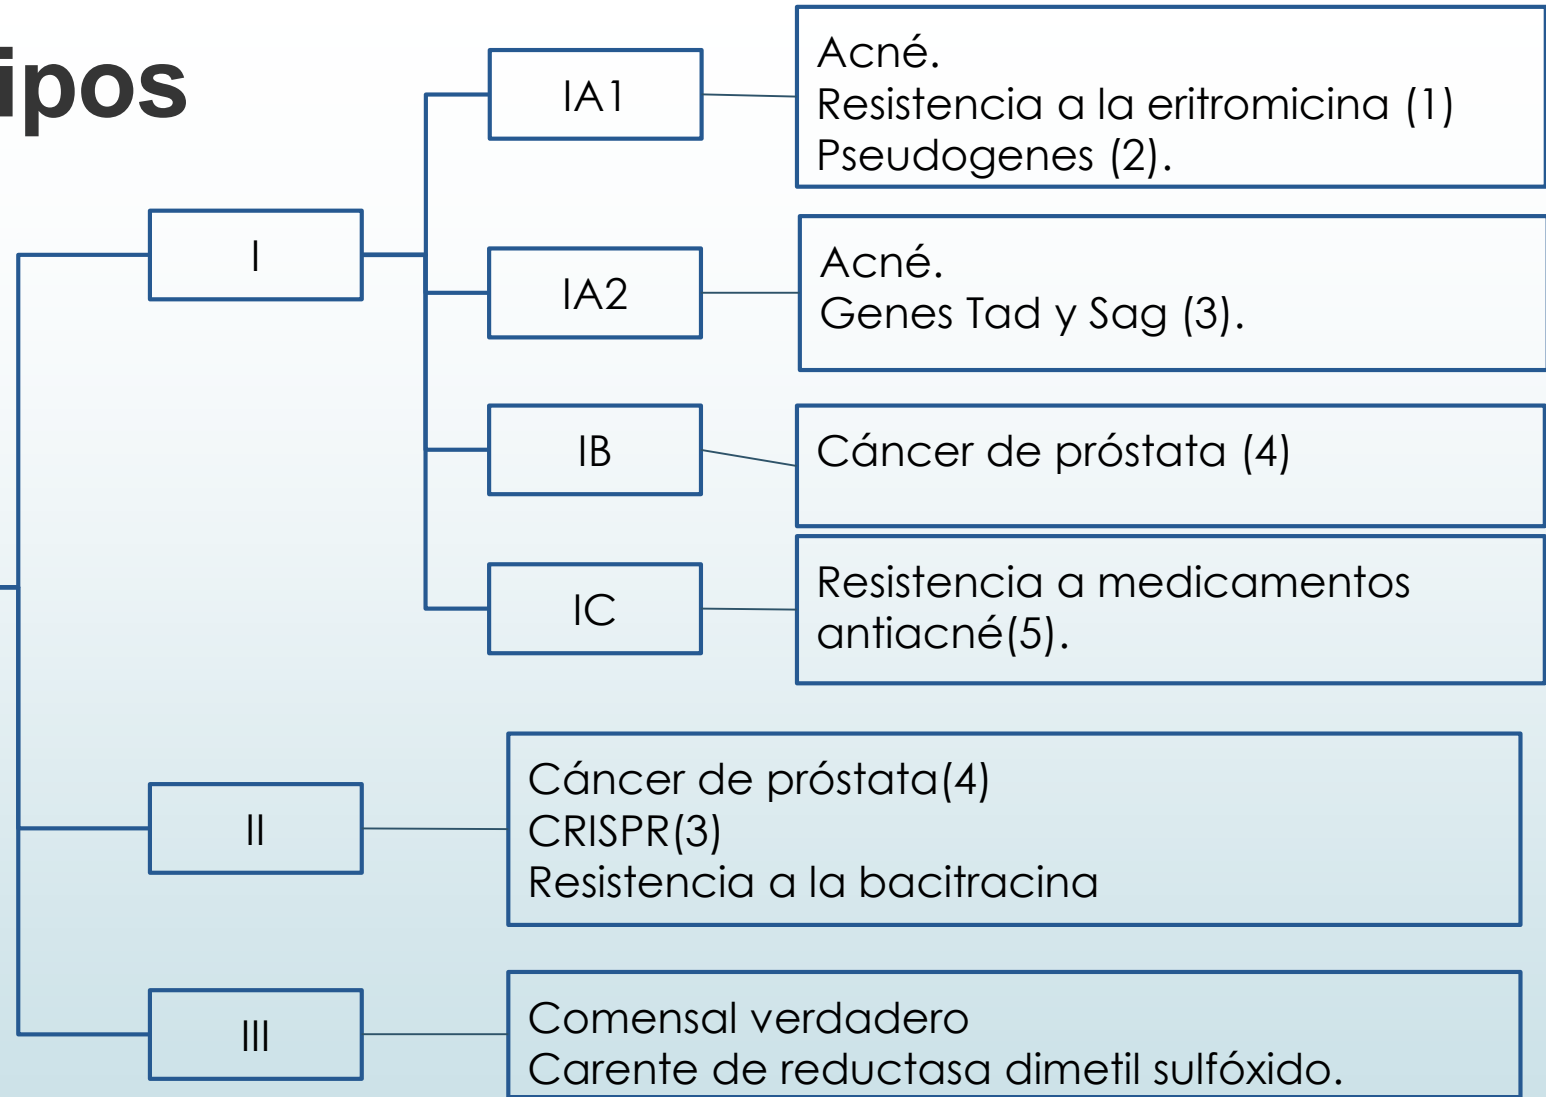 ipos
IA1
Acné.
Resistencia a la eritromicina (1)
Pseudogenes (2).
I
IA2
Acné.
Genes Tad y Sag (3).
IB
Cáncer de próstata (4)
IC
Resistencia a medicamentos
antiacné(5).
II
Cáncer de próstata(4)
CRISPR(3)
Resistencia a la bacitracina
III
Comensal verdadero
Carente de reductasa dimetil sulfóxido.